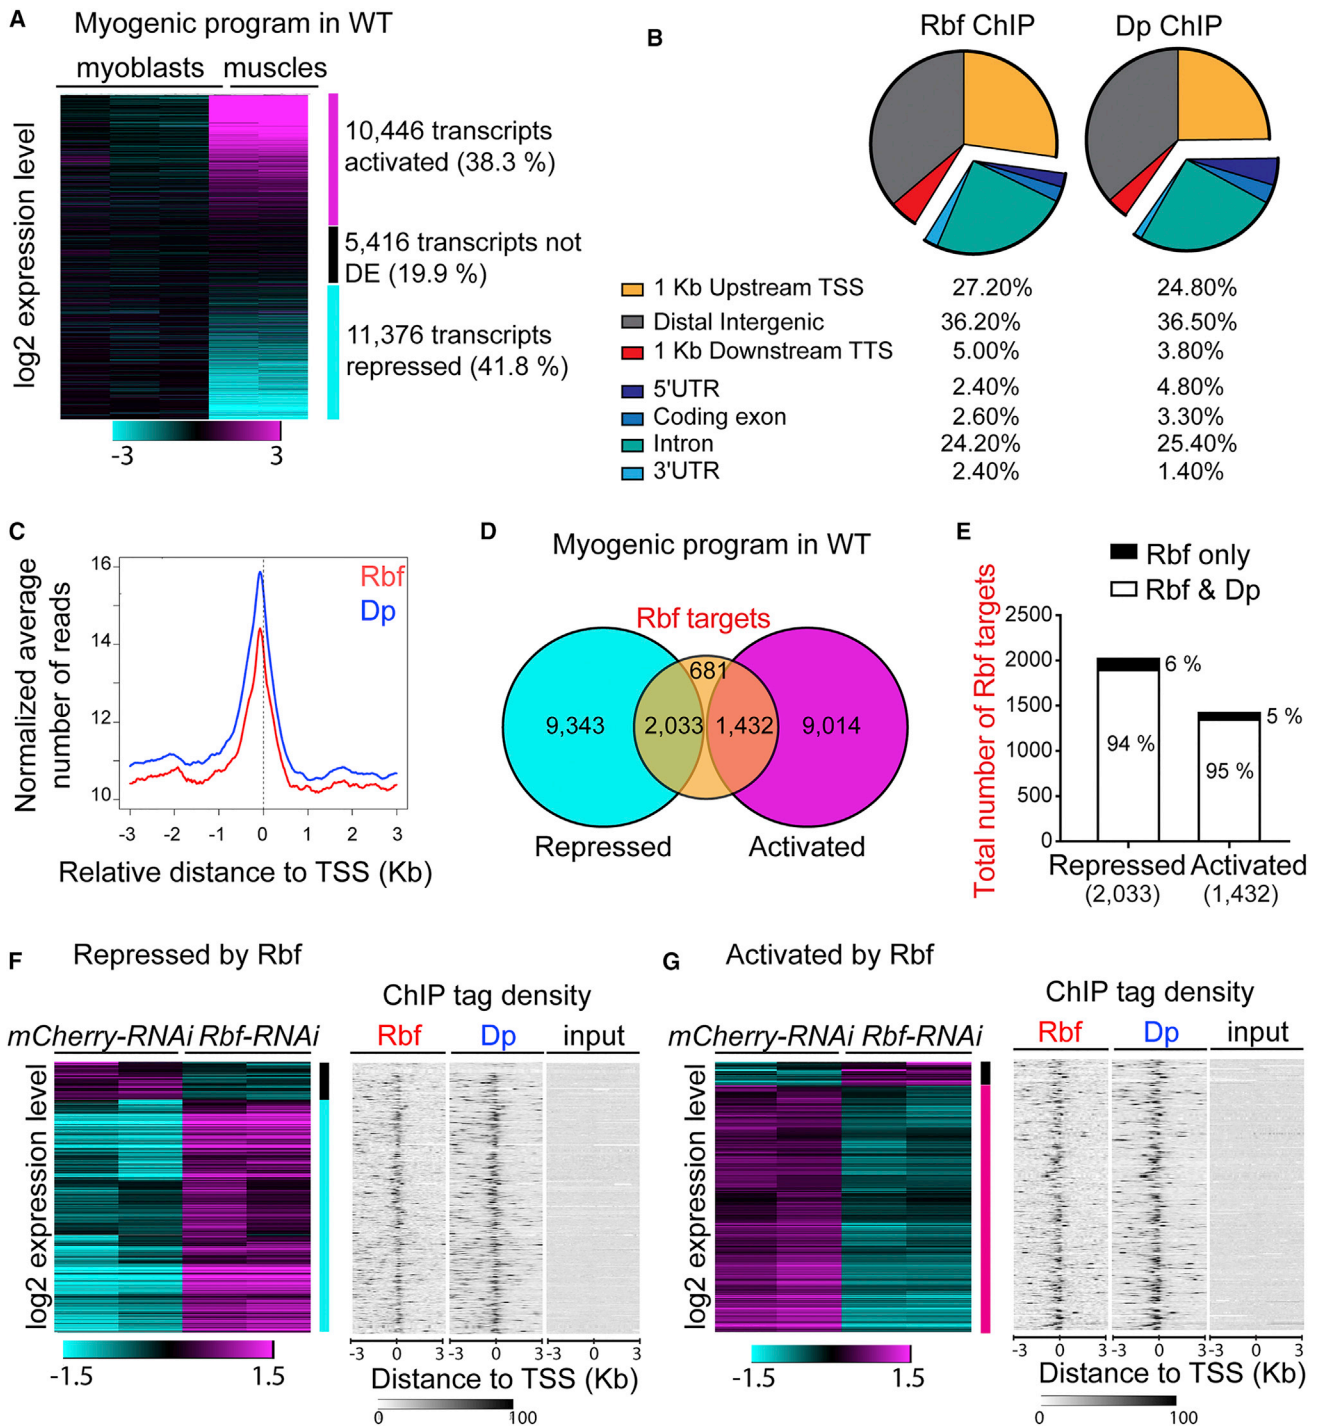 A
Myogenic program in WT
myoblasts muscles
log2 expression level
10,446 transcripts
activated (38.3 %)
5,416 transcripts not
DE (19.9 %)
11,376 transcripts
repressed (41.8 %)
-3 3
B
Rbf ChIP Dp ChIP
1 Kb Upstream TSS 27.20% 24.80%
Distal Intergenic 36.20% 36.50%
1 Kb Downstream TTS 5.00% 3.80%
5'UTR 2.40% 4.80%
Coding exon 2.60% 3.30%
Intron 24.20% 25.40%
3'UTR 2.40% 1.40%
C
Normalized average
number of reads
16
14
12
10
Rbf
Dp
-3 -2 -1 0 1 2 3
Relative distance to TSS (Kb)
D
Myogenic program in WT
Rbf targets
681
9,343 2,033 1,432 9,014
Repressed Activated
E
Rbf only
Rbf & Dp
Total number of Rbf targets
2500
2000
1500
1000
500
0
6 %
94 %
5 %
95 %
Repressed Activated
(2,033) (1,432)
F
Repressed by Rbf
ChIP tag density
mCherry-RNAi Rbf-RNAi Rbf Dp input
log2 expression level
-1.5 1.5
-3 0 3 -3 0 3 -3 0 3
Distance to TSS (Kb)
0 100
G
Activated by Rbf
ChIP tag density
mCherry-RNAi Rbf-RNAi Rbf Dp input
log2 expression level
-1.5 1.5
-3 0 3 -3 0 3 -3 0 3
Distance to TSS (Kb)
0 100